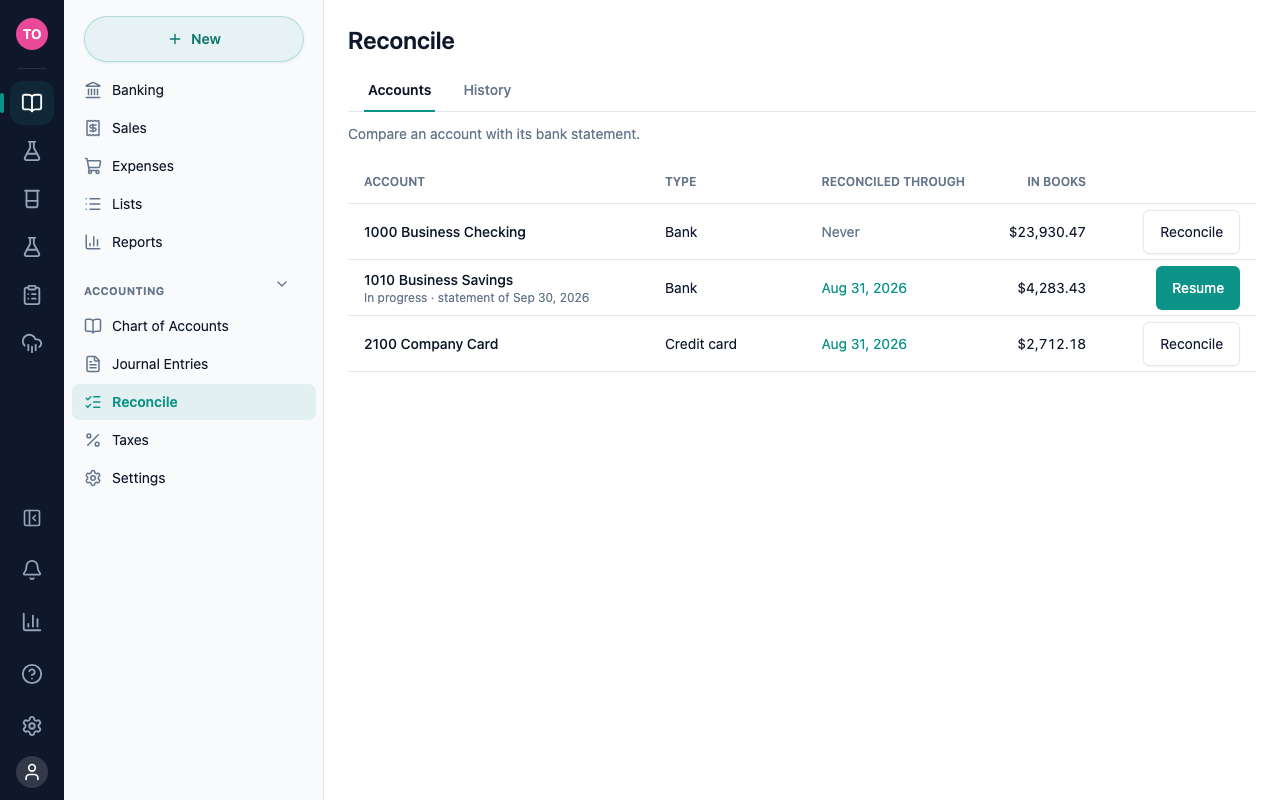 TO
New
Banking
Sales
Expenses
Lists
Reports
ACCOUNTING
Chart of Accounts
Journal Entries
Reconcile
Taxes
Settings
Reconcile
Accounts History
Compare an account with its bank statement.
ACCOUNT TYPE RECONCILED THROUGH IN BOOKS
1000 Business Checking Bank Never $23,930.47 Reconcile
1010 Business Savings Bank Aug 31, 2026 $4,283.43 Resume
In progress · statement of Sep 30, 2026
2100 Company Card Credit card Aug 31, 2026 $2,712.18 Reconcile